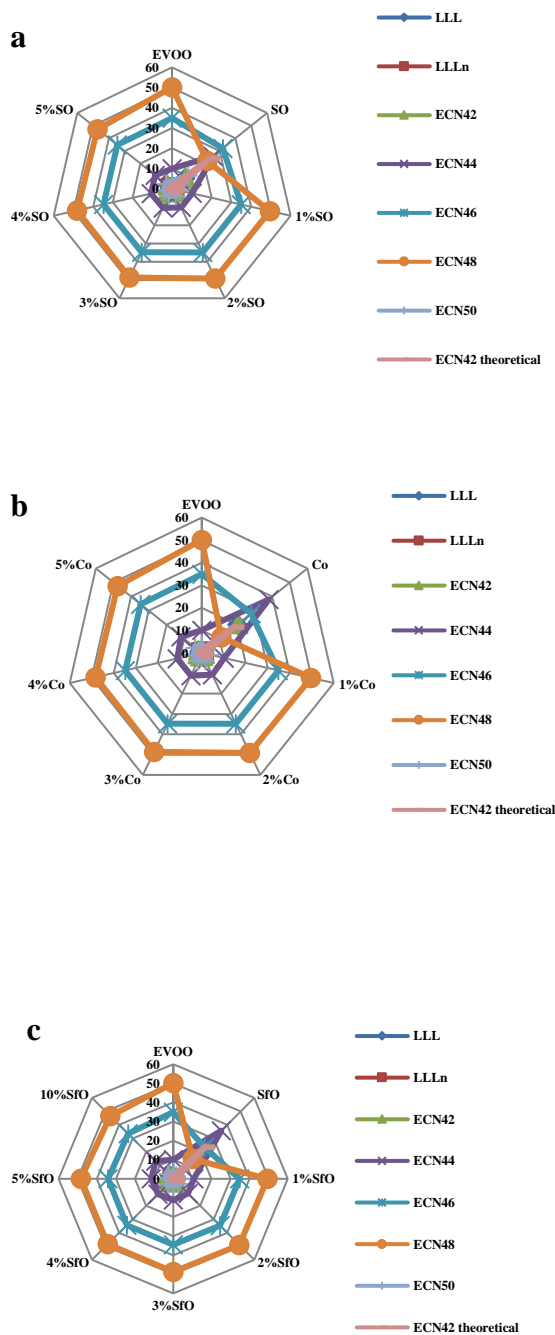 a
EVOO
SO
1%SO
2%SO
3%SO
4%SO
5%SO
60
50
40
30
20
10
0
LLL
LLLn
ECN42
ECN44
ECN46
ECN48
ECN50
ECN42 theoretical
b
EVOO
Co
1%Co
2%Co
3%Co
4%Co
5%Co
60
50
40
30
20
10
0
LLL
LLLn
ECN42
ECN44
ECN46
ECN48
ECN50
ECN42 theoretical
c
EVOO
SfO
1%SfO
2%SfO
3%SfO
4%SfO
5%SfO
10%SfO
60
50
40
30
20
10
0
LLL
LLLn
ECN42
ECN44
ECN46
ECN48
ECN50
ECN42 theoretical